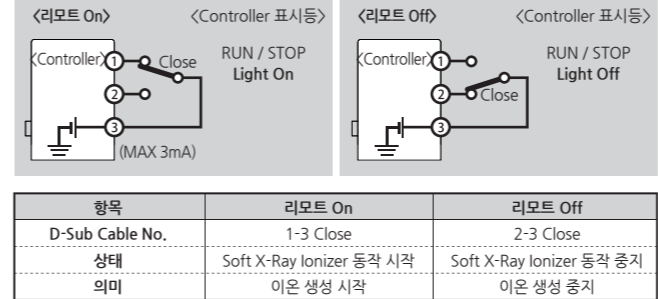 〈리모트 On〉 〈Controller 표시등〉
〈Controller〉 1 Close RUN / STOP
Light On
2
3
(MAX 3mA)
〈리모트 Off〉 〈Controller 표시등〉
〈Controller〉 1 RUN / STOP
Light Off
2 Close
3
항목 리모트 On 리모트 Off
D-Sub Cable No. 1-3 Close 2-3 Close
상태 Soft X-Ray Ionizer 동작 시작 Soft X-Ray Ionizer 동작 중지
의미 이온 생성 시작 이온 생성 중지